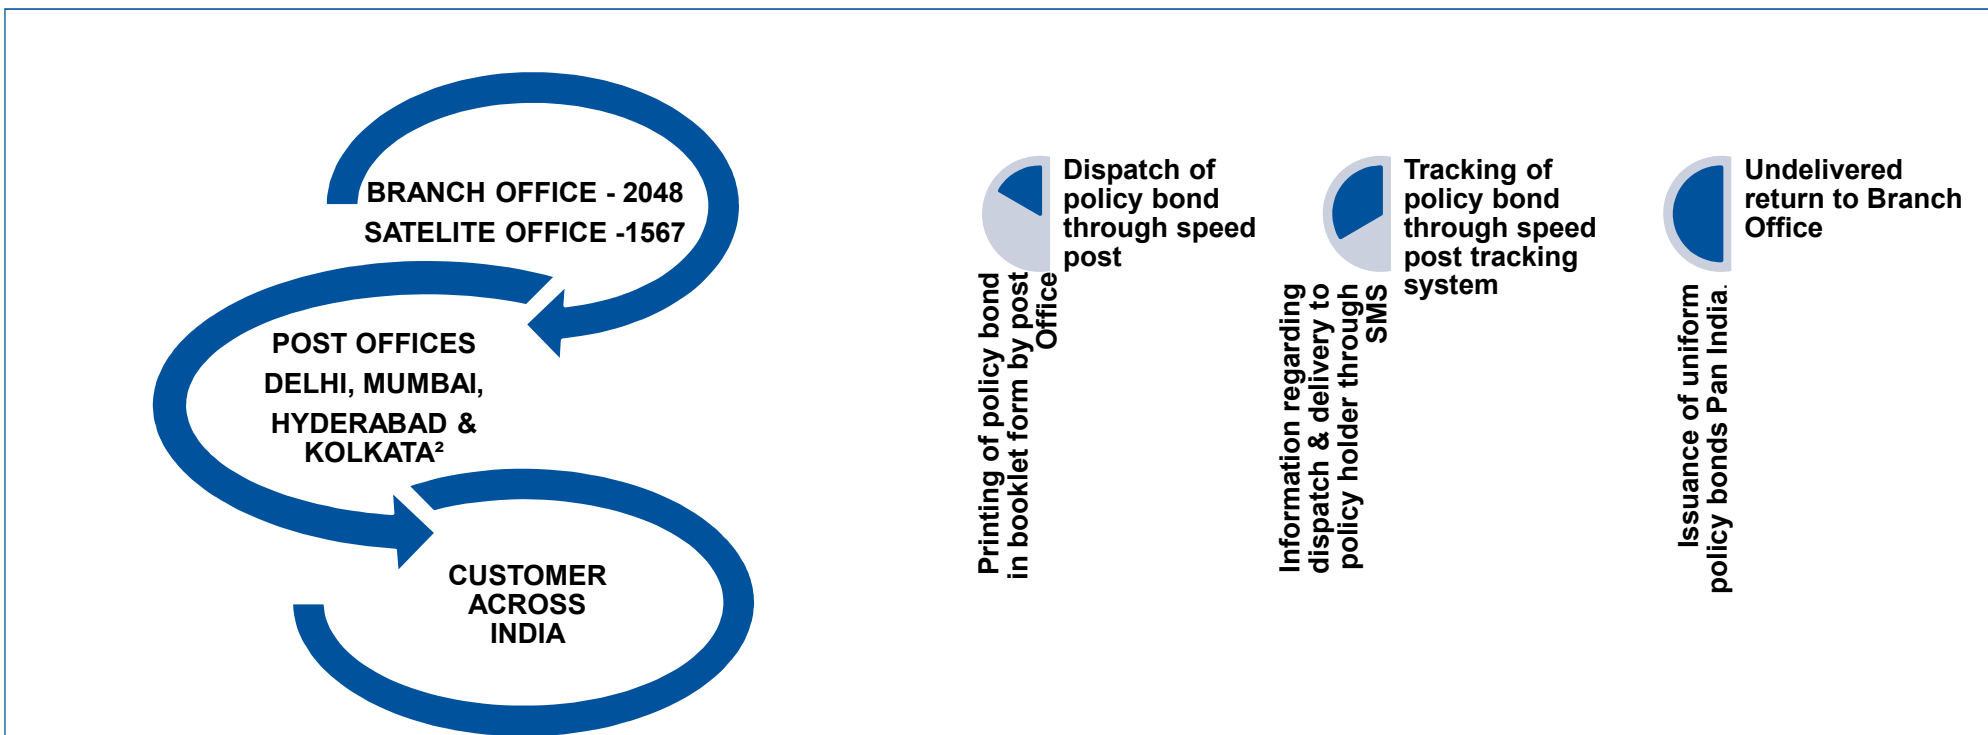 BRANCH OFFICE - 2048
SATELITE OFFICE -1567
POST OFFICES
DELHI, MUMBAI,
HYDERABAD &
KOLKATA²
CUSTOMER
ACROSS
INDIA
Dispatch of
policy bond
through speed
post
Printing of policy bond
in booklet form by post
Office
Tracking of
policy bond
through speed
post tracking
system
Information regarding
dispatch & delivery to
policy holder through
SMS
Undelivered
return to Branch
Office
Issuance of uniform
policy bonds Pan India.